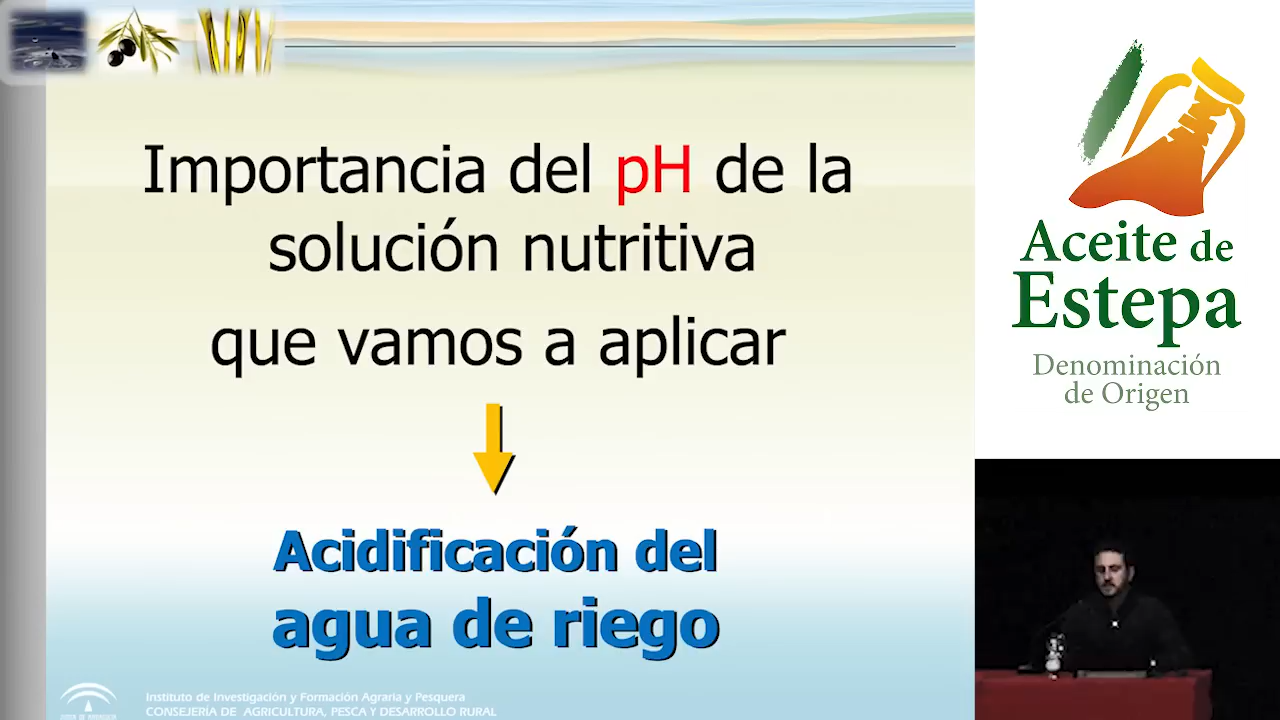 Importancia del pH de la
solución nutritiva
que vamos a aplicar
Acidificación del
agua de riego
Instituto de Investigación y Formación Agraria y Pesquera
CONSEJERÍA DE AGRICULTURA, PESCA Y DESARROLLO RURAL
Aceite de
Estepa
Denominación
de Origen